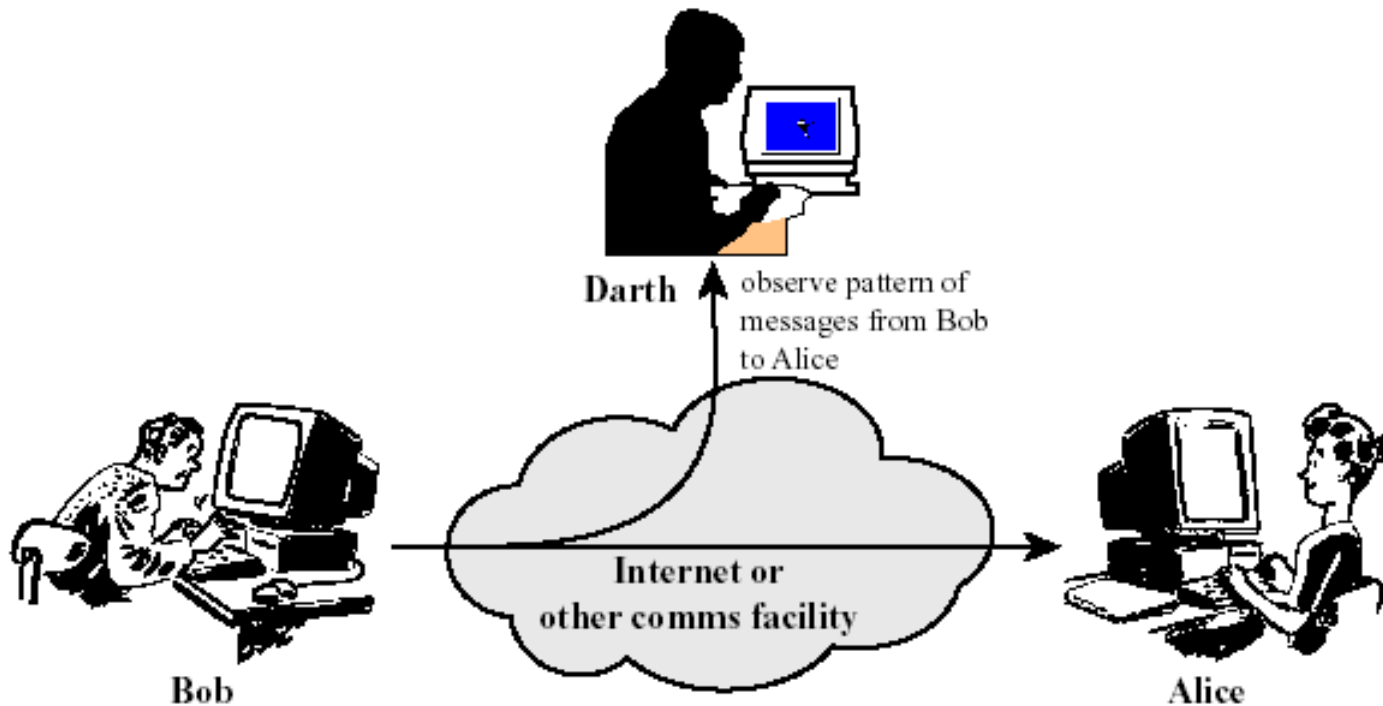 Darth
observe pattern of
messages from Bob
to Alice
Internet or
other comms facility
Bob
Alice